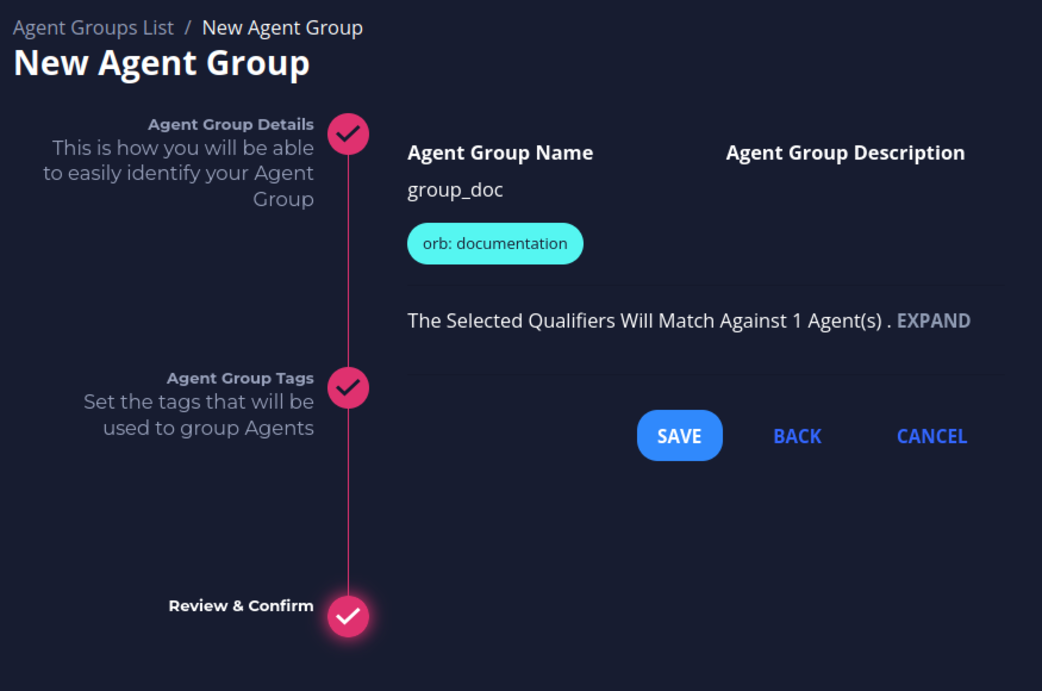 Agent Groups List / New Agent Group
New Agent Group
Agent Group Details
This is how you will be able
to easily identify your Agent
Group
Agent Group Name
Agent Group Description
group_doc
orb: documentation
The Selected Qualifiers Will Match Against 1 Agent(s) . EXPAND
Agent Group Tags
Set the tags that will be
used to group Agents
SAVE
BACK
CANCEL
Review & Confirm